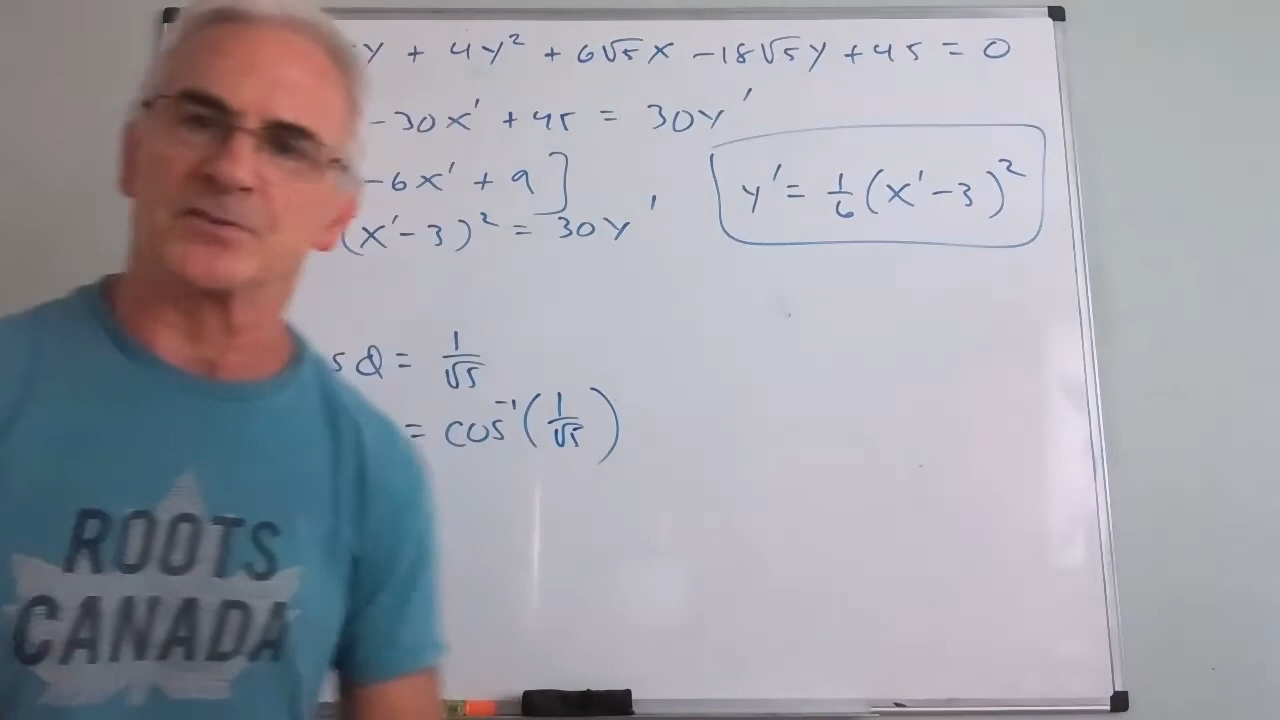 Y + 4Y² + 6√5X - 18√5Y + 45 = 0
-30X' + 45 = 30Y'
-6X' + 9]
(X'-3)² = 30Y'
y' = 1/6 (X'-3)²
s Q = 1/√5
= cos⁻¹(1/√5)
ROOTS
CANADA